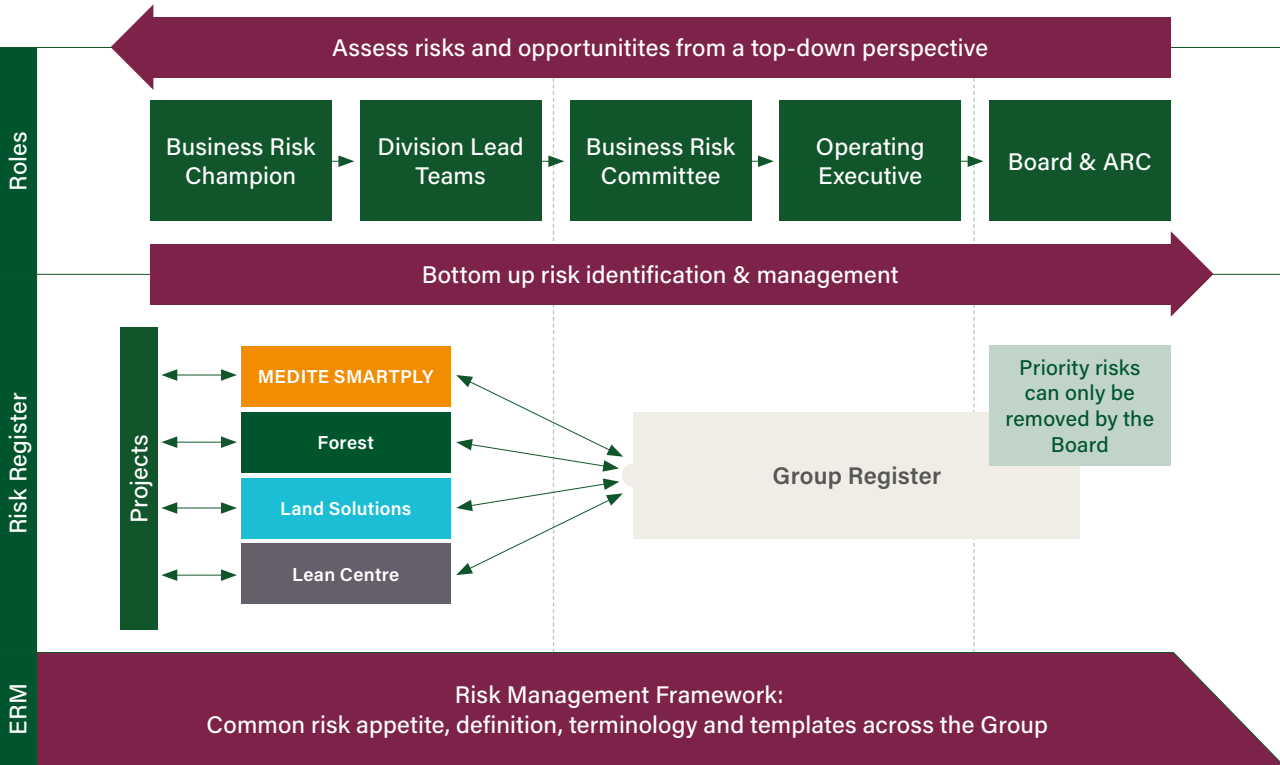 Assess risks and opportunitites from a top-down perspective
Roles
Business Risk
Champion
Division Lead
Teams
Business Risk
Committee
Operating
Executive
Board & ARC
Bottom up risk identification & management
Risk Register
Projects
MEDITE SMARTPLY
Forest
Land Solutions
Lean Centre
Group Register
Priority risks
can only be
removed by the
Board
ERM
Risk Management Framework:
Common risk appetite, definition, terminology and templates across the Group